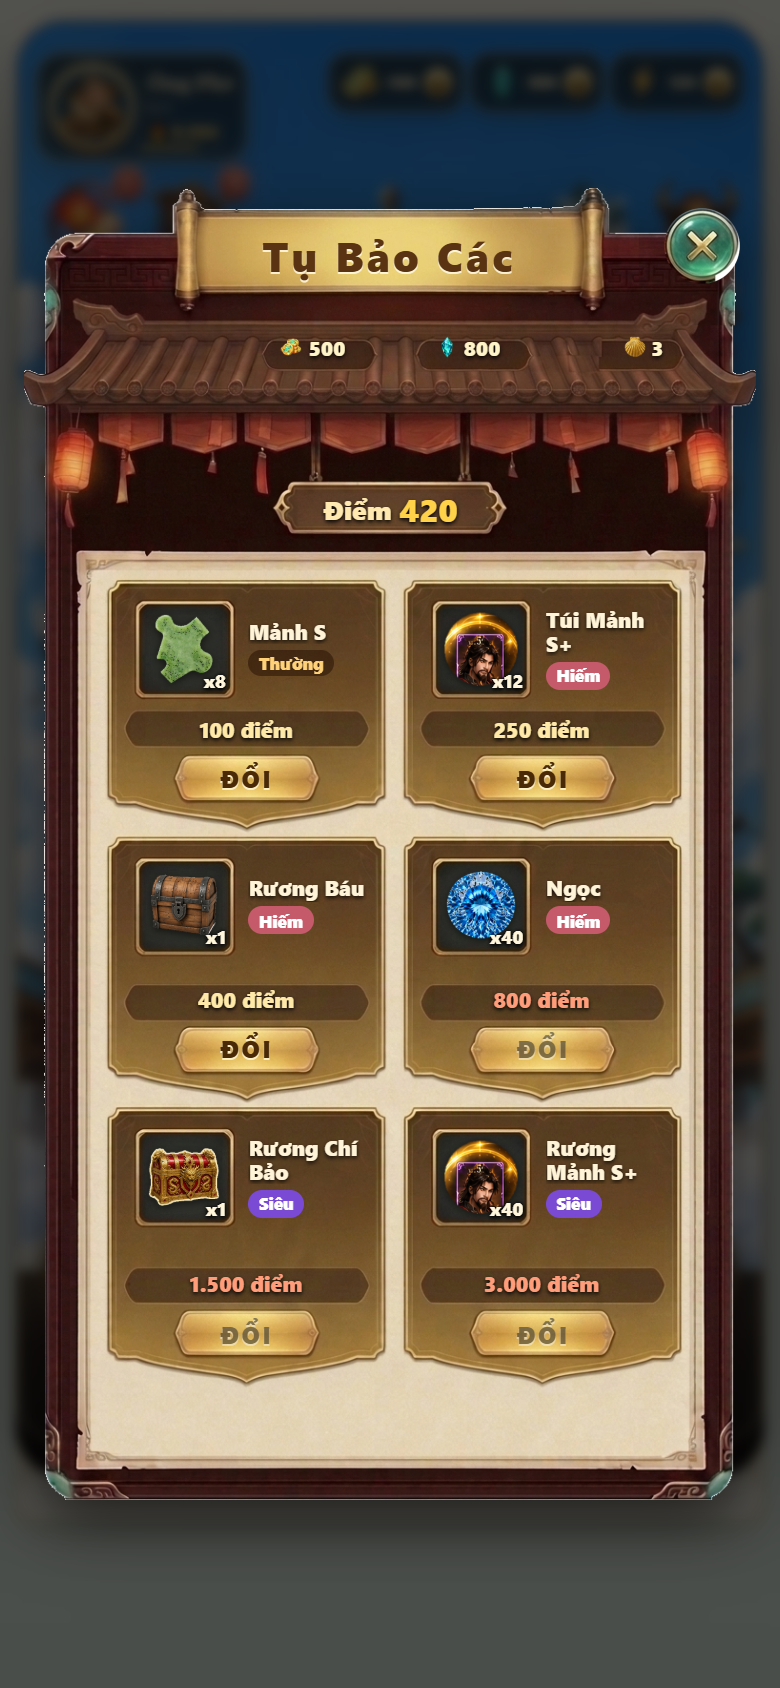 Tụ Bảo Các
500
800
3
Điểm 420
Mảnh S
Thường
x8
100 điểm
ĐỔI
Túi Mảnh
S+
Hiếm
x12
250 điểm
ĐỔI
Rương Báu
Hiếm
x1
400 điểm
ĐỔI
Ngọc
Hiếm
x40
800 điểm
ĐỔI
Rương Chí
Bảo
Siêu
x1
1.500 điểm
ĐỔI
Rương
Mảnh S+
Siêu
x40
3.000 điểm
ĐỔI